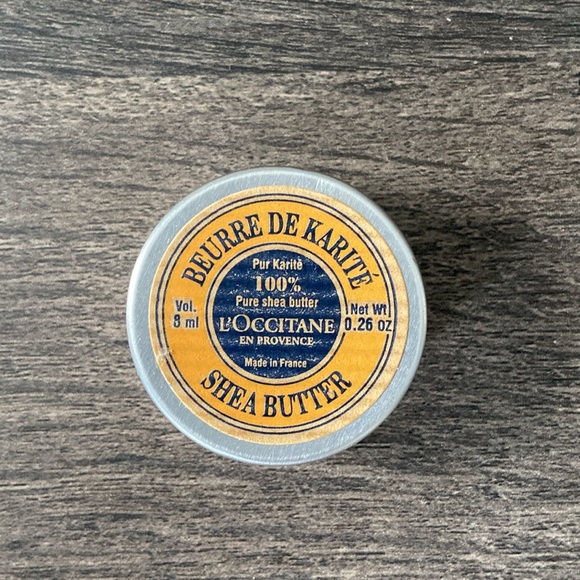 BEURRE DE KARITÉ
Pur Karité
100%
Pure shea butter
Vol.
8 ml
L'OCCITANE
EN PROVENCE
Net Wt
0.26 oz
Made in France
SHEA BUTTER